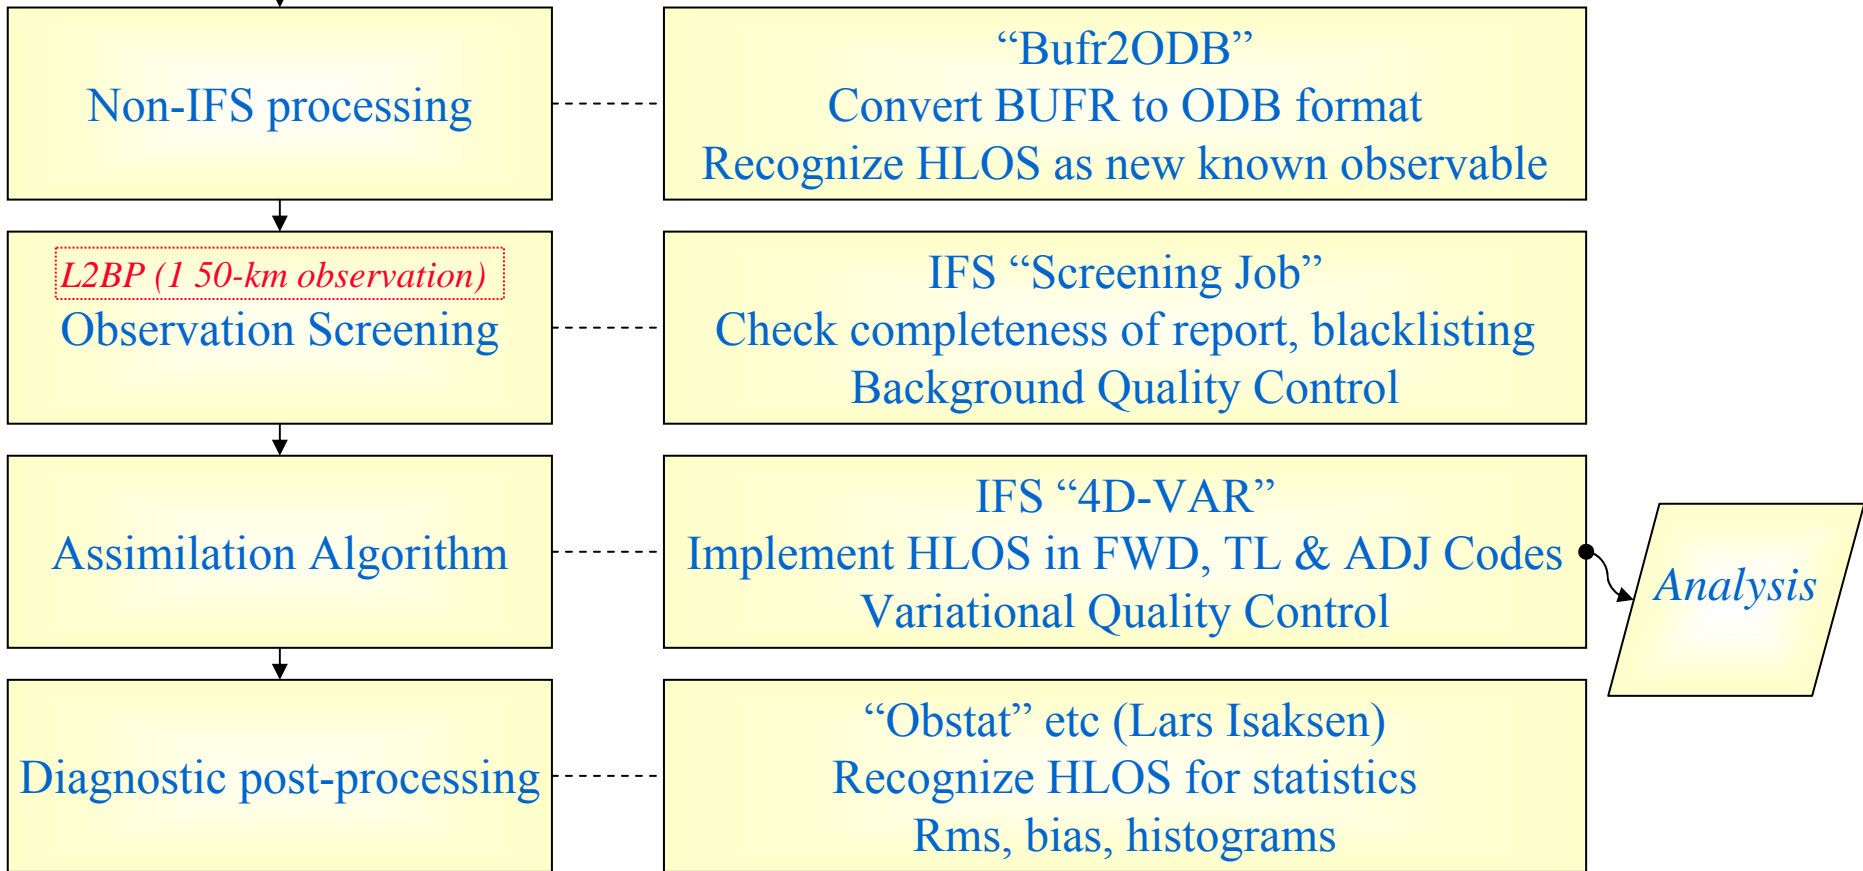 Non-IFS processing
“Bufr2ODB”
Convert BUFR to ODB format
Recognize HLOS as new known observable
L2BP (1 50-km observation)
Observation Screening
IFS “Screening Job”
Check completeness of report, blacklisting
Background Quality Control
Assimilation Algorithm
IFS “4D-VAR”
Implement HLOS in FWD, TL & ADJ Codes
Variational Quality Control
Analysis
Diagnostic post-processing
“Obstat” etc (Lars Isaksen)
Recognize HLOS for statistics
Rms, bias, histograms